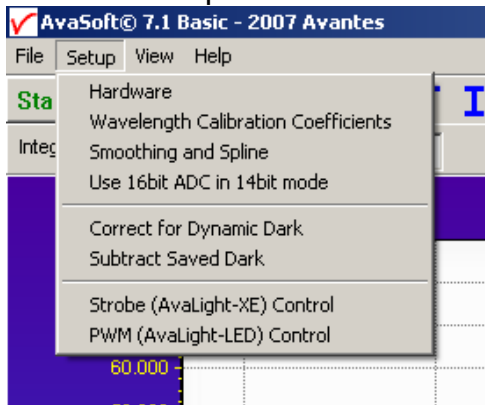 AvaSoft© 7.1 Basic - 2007 Avantes
File Setup View Help
Sta
I
Hardware
Wavelength Calibration Coefficients
Integ
Smoothing and Spline
Use 16bit ADC in 14bit mode
Correct for Dynamic Dark
Subtract Saved Dark
Strobe (AvaLight-XE) Control
PWM (AvaLight-LED) Control
60.000